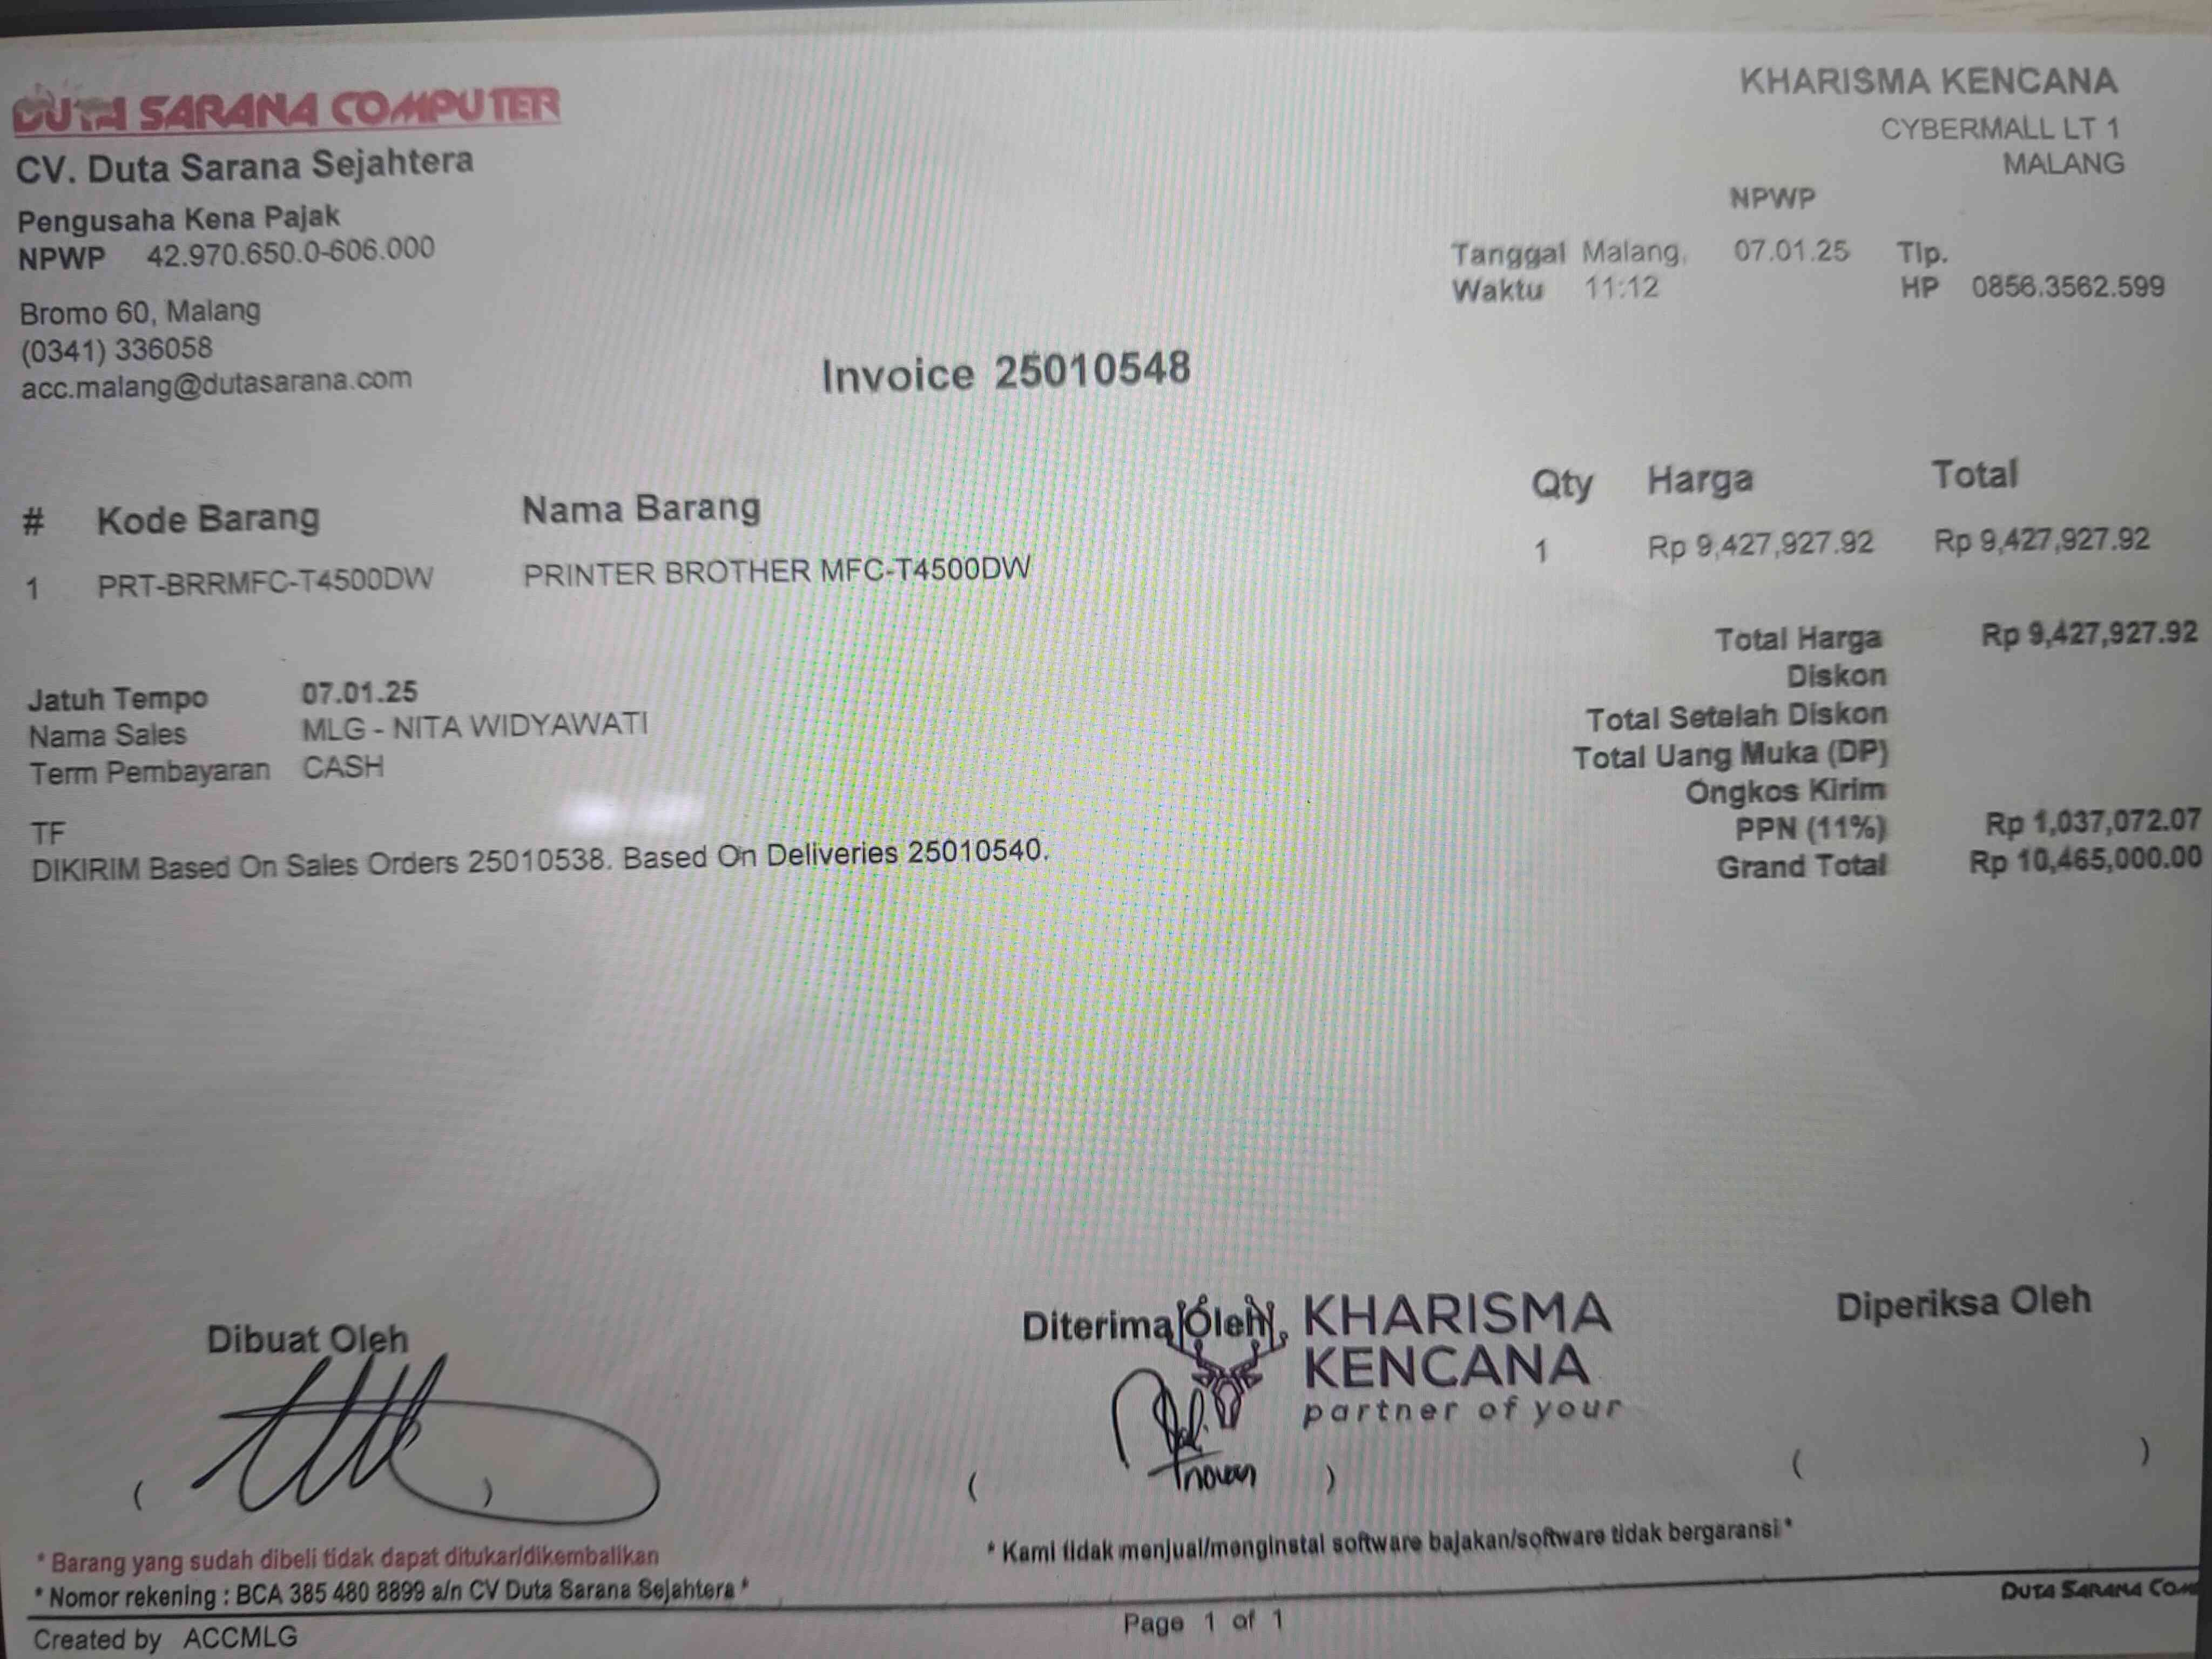 DUTA SARANA COMPUTER
CV. Duta Sarana Sejahtera
Pengusaha Kena Pajak
NPWP 42.970.650.0-606.000
Bromo 60, Malang
(0341) 336058
acc.malang@dutasarana.com
KHARISMA KENCANA
CYBERMALL LT 1
MALANG
NPWP
Tanggal Malang, 07.01.25 Tlp.
Waktu 11:12 HP 0856.3562.599
Invoice 25010548
# Kode Barang Nama Barang Qty Harga Total
1 PRT-BRRMFC-T4500DW PRINTER BROTHER MFC-T4500DW 1 Rp 9,427,927.92 Rp 9,427,927.92
Jatuh Tempo 07.01.25
Nama Sales MLG - NITA WIDYAWATI
Term Pembayaran CASH
TF
DIKIRIM Based On Sales Orders 25010538. Based On Deliveries 25010540.
Total Harga Rp 9,427,927.92
Diskon
Total Setelah Diskon
Total Uang Muka (DP)
Ongkos Kirim
PPN (11%) Rp 1,037,072.07
Grand Total Rp 10,465,000.00
Dibuat Oleh
( )
Diterima Oleh,
KHARISMA
KENCANA
partner of your
( )
Diperiksa Oleh
( )
* Barang yang sudah dibeli tidak dapat ditukar/dikembalikan
* Kami tidak menjual/menginstal software bajakan/software tidak bergaransi *
* Nomor rekening : BCA 385 480 8899 a/n CV Duta Sarana Sejahtera *
DUTA SARANA COM
Created by ACCMLG
Page 1 of 1